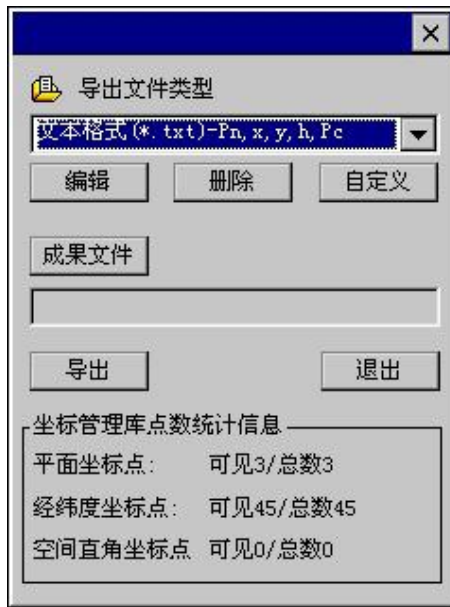 导出文件类型
文本格式(*.txt)-Pn,x,y,h,Pc
编辑 删除 自定义
成果文件
导出 退出
坐标管理库点数统计信息
平面坐标点: 可见3/总数3
经纬度坐标点: 可见45/总数45
空间直角坐标点 可见0/总数0